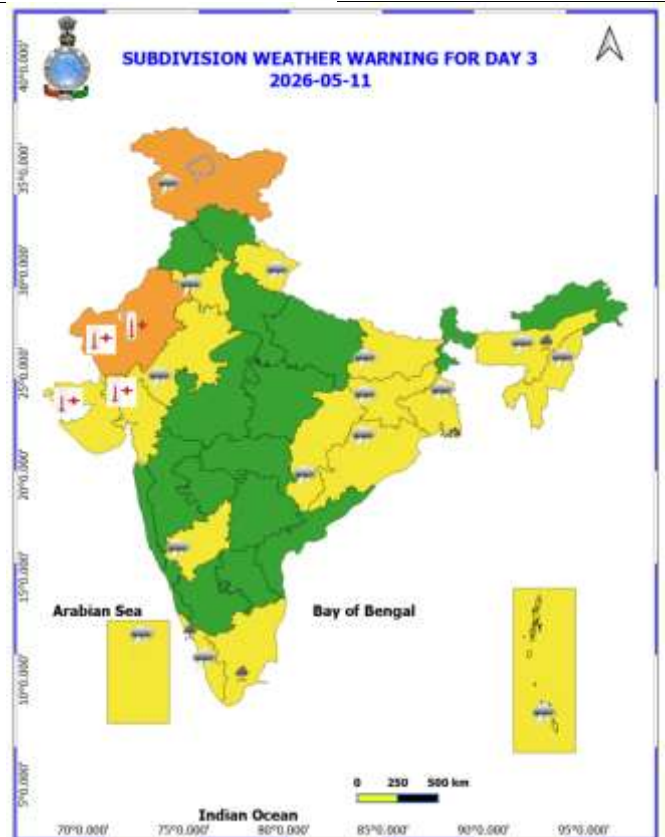 SUBDIVISION WEATHER WARNING FOR DAY 3
2026-05-11
40°0.000'
35°0.000'
30°0.000'
25°0.000'
20°0.000'
15°0.000'
10°0.000'
5°0.000'
Arabian Sea
Bay of Bengal
0 250 500 km
Indian Ocean
70°0.000' 75°0.000' 80°0.000' 85°0.000' 90°0.000' 95°0.000'